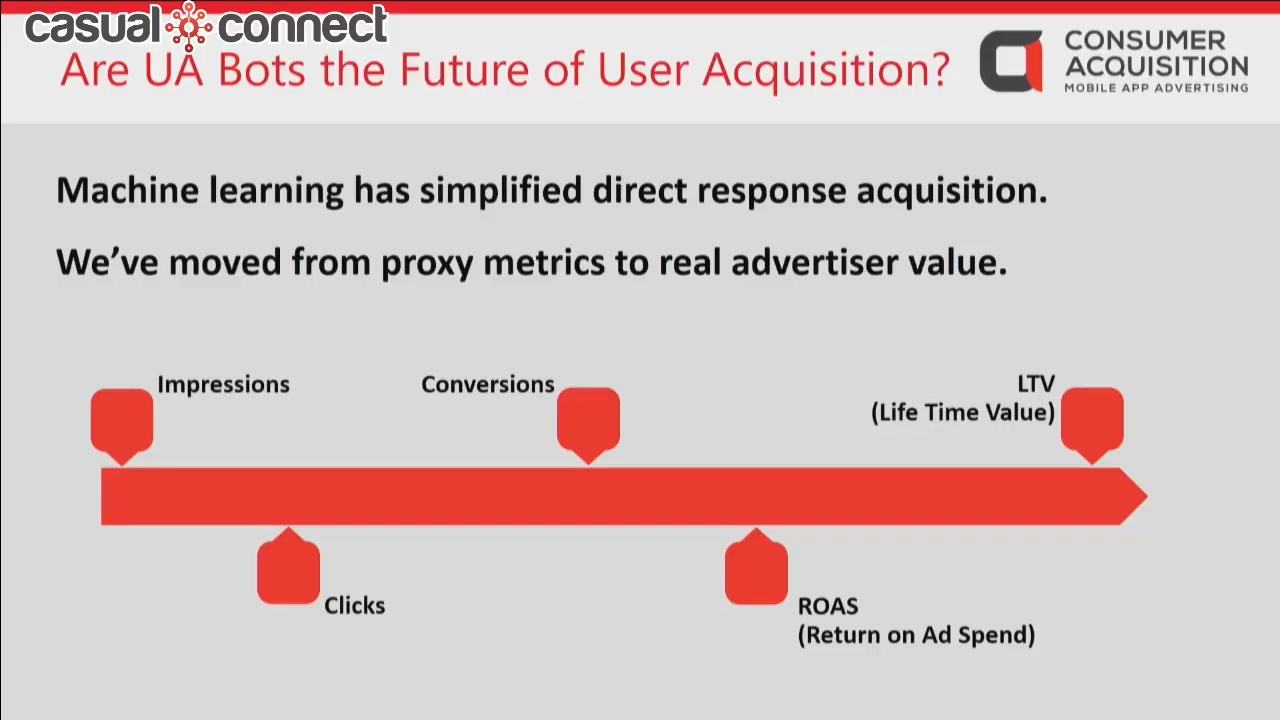 casual connect
Are UA Bots the Future of User Acquisition?
CONSUMER
ACQUISITION
MOBILE APP ADVERTISING
Machine learning has simplified direct response acquisition.
We’ve moved from proxy metrics to real advertiser value.
Impressions
Conversions
LTV
(Life Time Value)
Clicks
ROAS
(Return on Ad Spend)